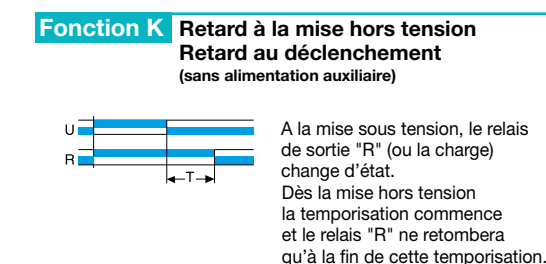 Fonction K Retard à la mise hors tension
Retard au déclenchement
(sans alimentation auxiliaire)
U
R
T
A la mise sous tension, le relais
de sortie "R" (ou la charge)
change d’état.
Dès la mise hors tension
la temporisation commence
et le relais "R" ne retombera
qu’à la fin de cette temporisation.